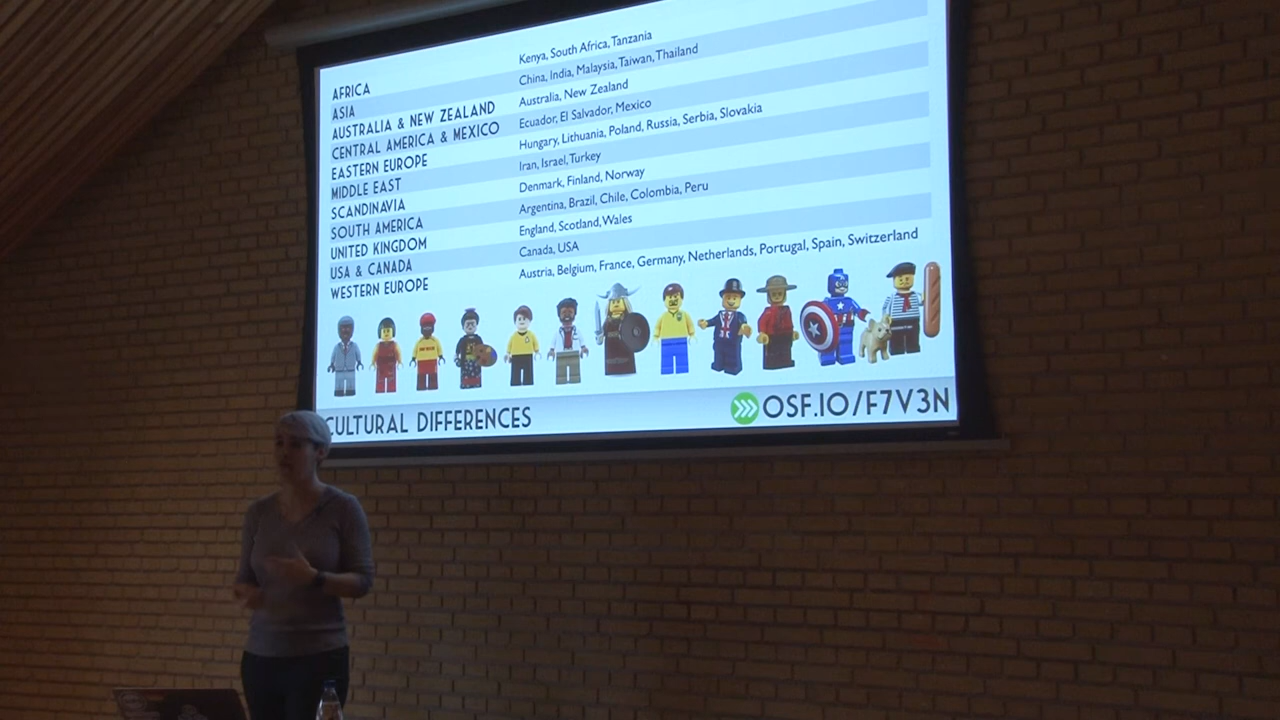 AFRICA Kenya, South Africa, Tanzania
ASIA China, India, Malaysia, Taiwan, Thailand
AUSTRALIA & NEW ZEALAND Australia, New Zealand
CENTRAL AMERICA & MEXICO Ecuador, El Salvador, Mexico
EASTERN EUROPE Hungary, Lithuania, Poland, Russia, Serbia, Slovakia
MIDDLE EAST Iran, Israel, Turkey
SCANDINAVIA Denmark, Finland, Norway
SOUTH AMERICA Argentina, Brazil, Chile, Colombia, Peru
UNITED KINGDOM England, Scotland, Wales
USA & CANADA Canada, USA
WESTERN EUROPE Austria, Belgium, France, Germany, Netherlands, Portugal, Spain, Switzerland
CULTURAL DIFFERENCES OSF.IO/F7V3N